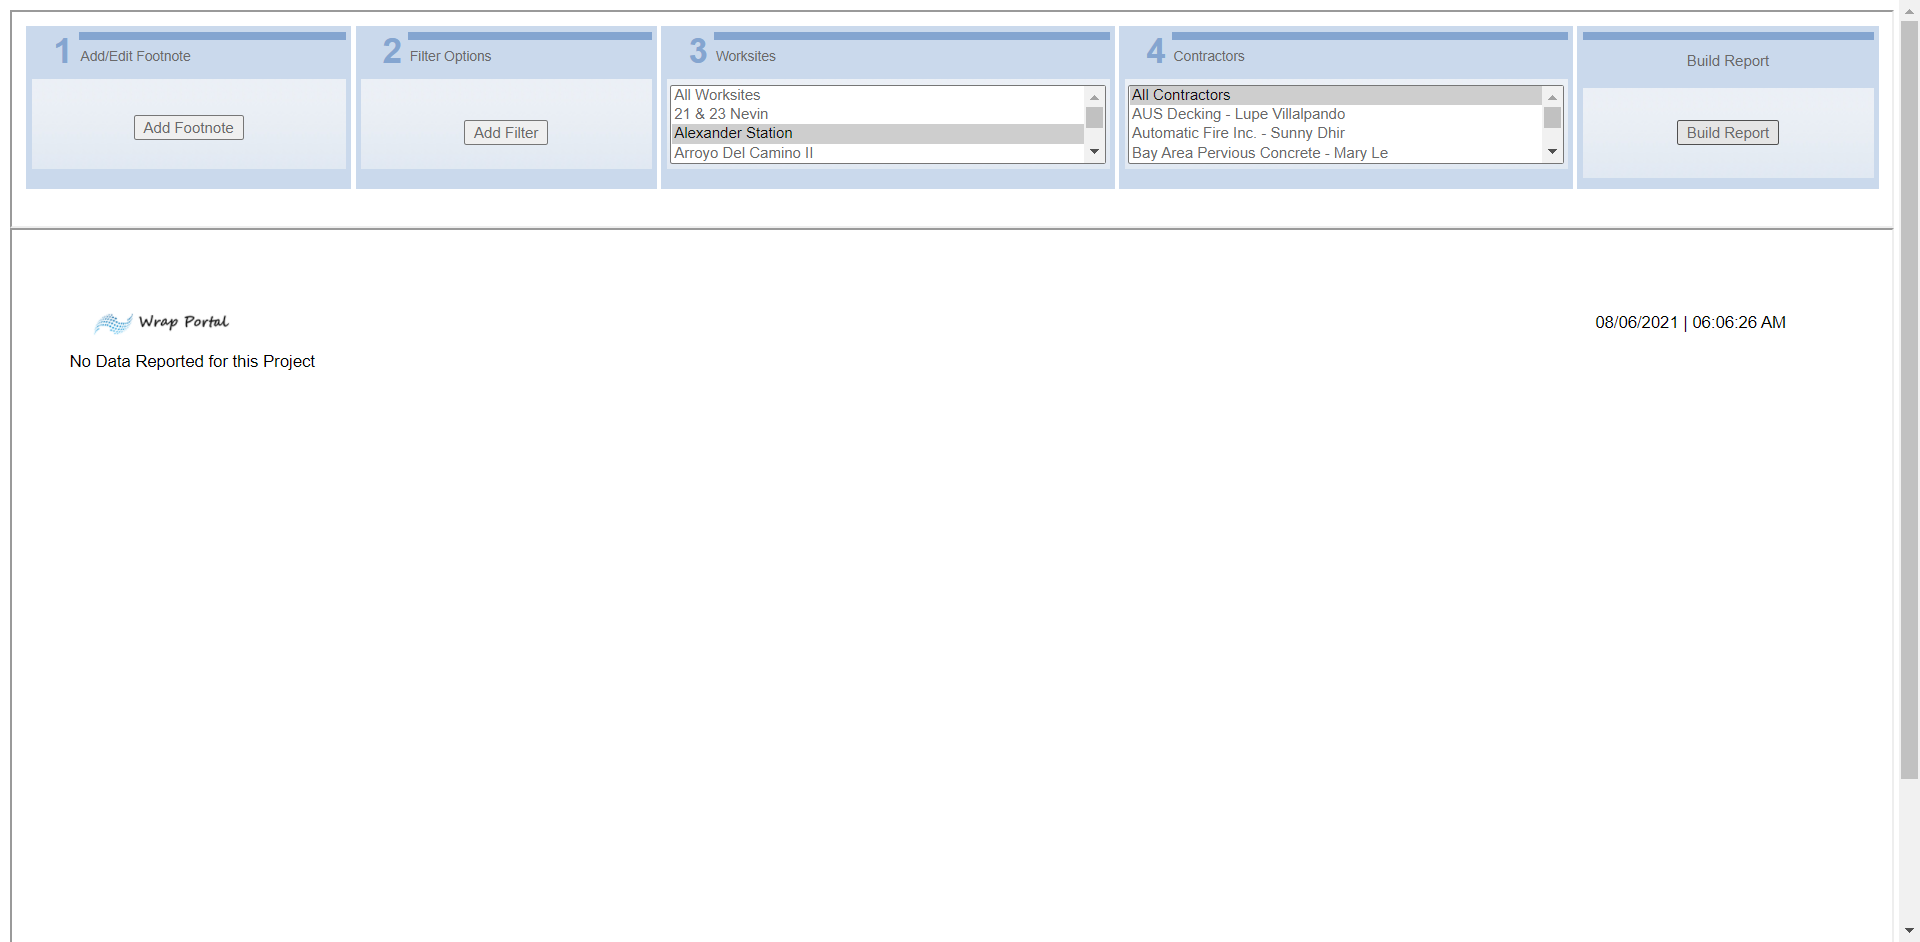 1 Add/Edit Footnote
Add Footnote
2 Filter Options
Add Filter
3 Worksites
All Worksites
21 & 23 Nevin
Alexander Station
Arroyo Del Camino II
4 Contractors
All Contractors
AUS Decking - Lupe Villalpando
Automatic Fire Inc. - Sunny Dhir
Bay Area Pervious Concrete - Mary Le
Build Report
Build Report
Wrap Portal
08/06/2021 | 06:06:26 AM
No Data Reported for this Project